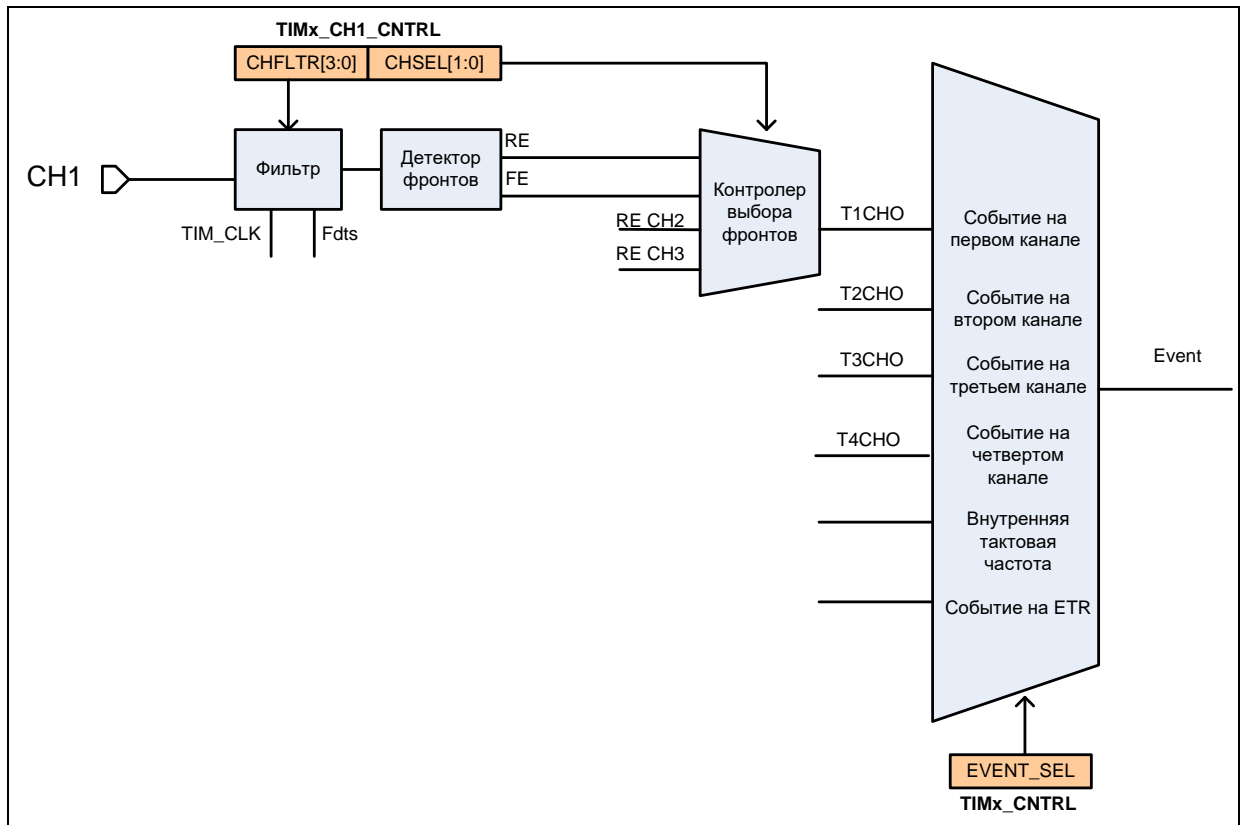 TIMx_CH1_CNTRL
CHFLTR[3:0] CHSEL[1:0]
CH1
Фильтр
TIM_CLK
Fdts
Детектор
фронтов
RE
FE
RE CH2
RE CH3
Контролер
выбора
фронтов
T1CHO
T2CHO
T3CHO
T4CHO
Событие на
первом канале
Событие на
втором канале
Событие на
третьем канале
Событие на
четвертом
канале
Внутренняя
тактовая
частота
Событие на ETR
Event
EVENT_SEL
TIMx_CNTRL